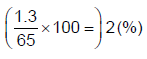 (1.3/65 × 100 =) 2(%)